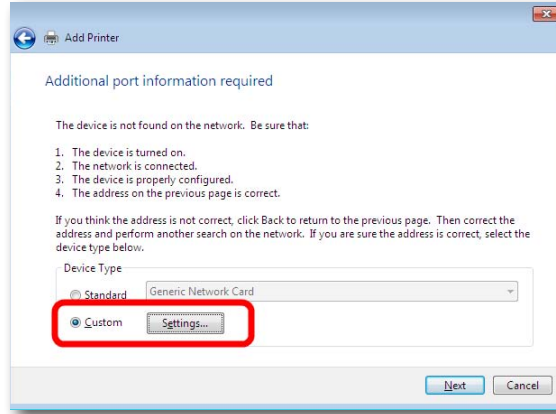 Add Printer
Additional port information required
The device is not found on the network. Be sure that:
1. The device is turned on.
2. The network is connected.
3. The device is properly configured.
4. The address on the previous page is correct.
If you think the address is not correct, click Back to return to the previous page. Then correct the
address and perform another search on the network. If you are sure the address is correct, select the
device type below.
Device Type
Standard Generic Network Card
Custom Settings...
Next Cancel